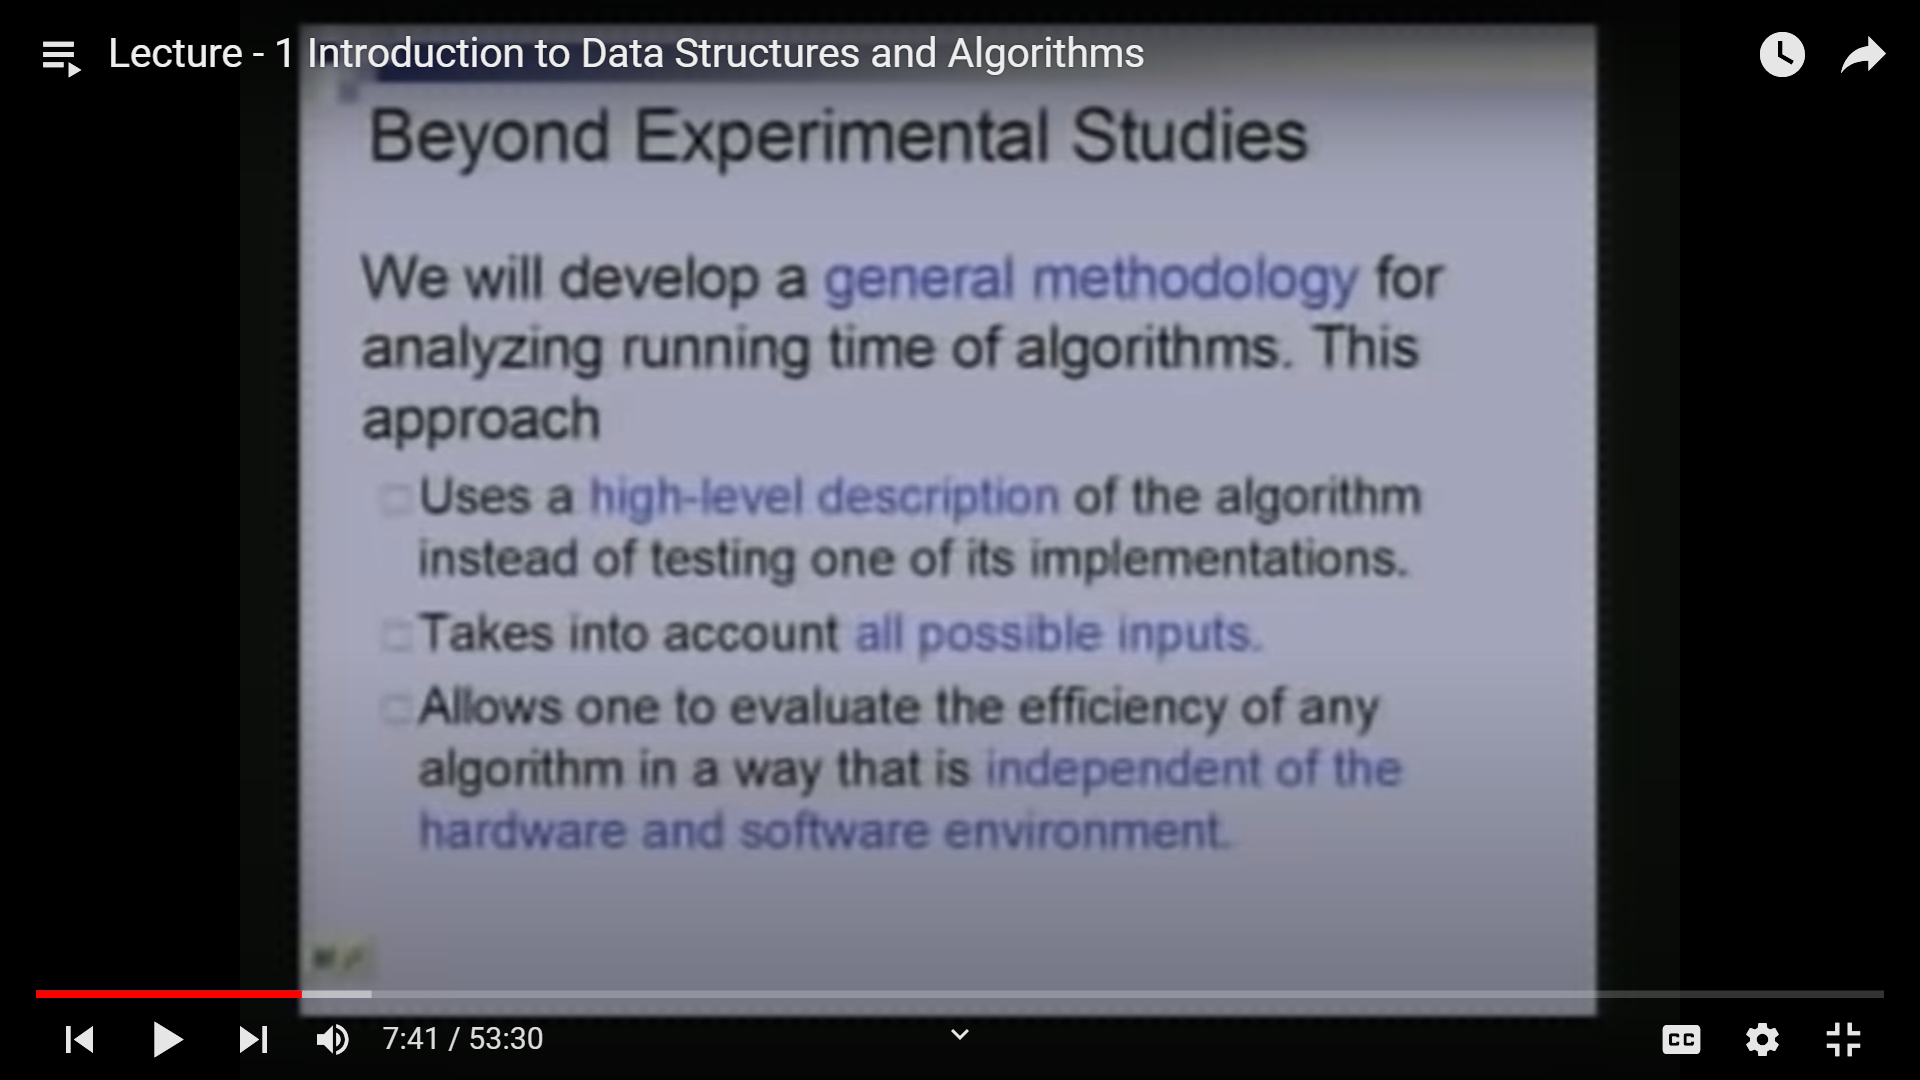 Lecture - 1 Introduction to Data Structures and Algorithms
Beyond Experimental Studies
We will develop a general methodology for
analyzing running time of algorithms. This
approach
Uses a high-level description of the algorithm
instead of testing one of its implementations.
Takes into account all possible inputs.
Allows one to evaluate the efficiency of any
algorithm in a way that is independent of the
hardware and software environment.
7:41 / 53:30
CC